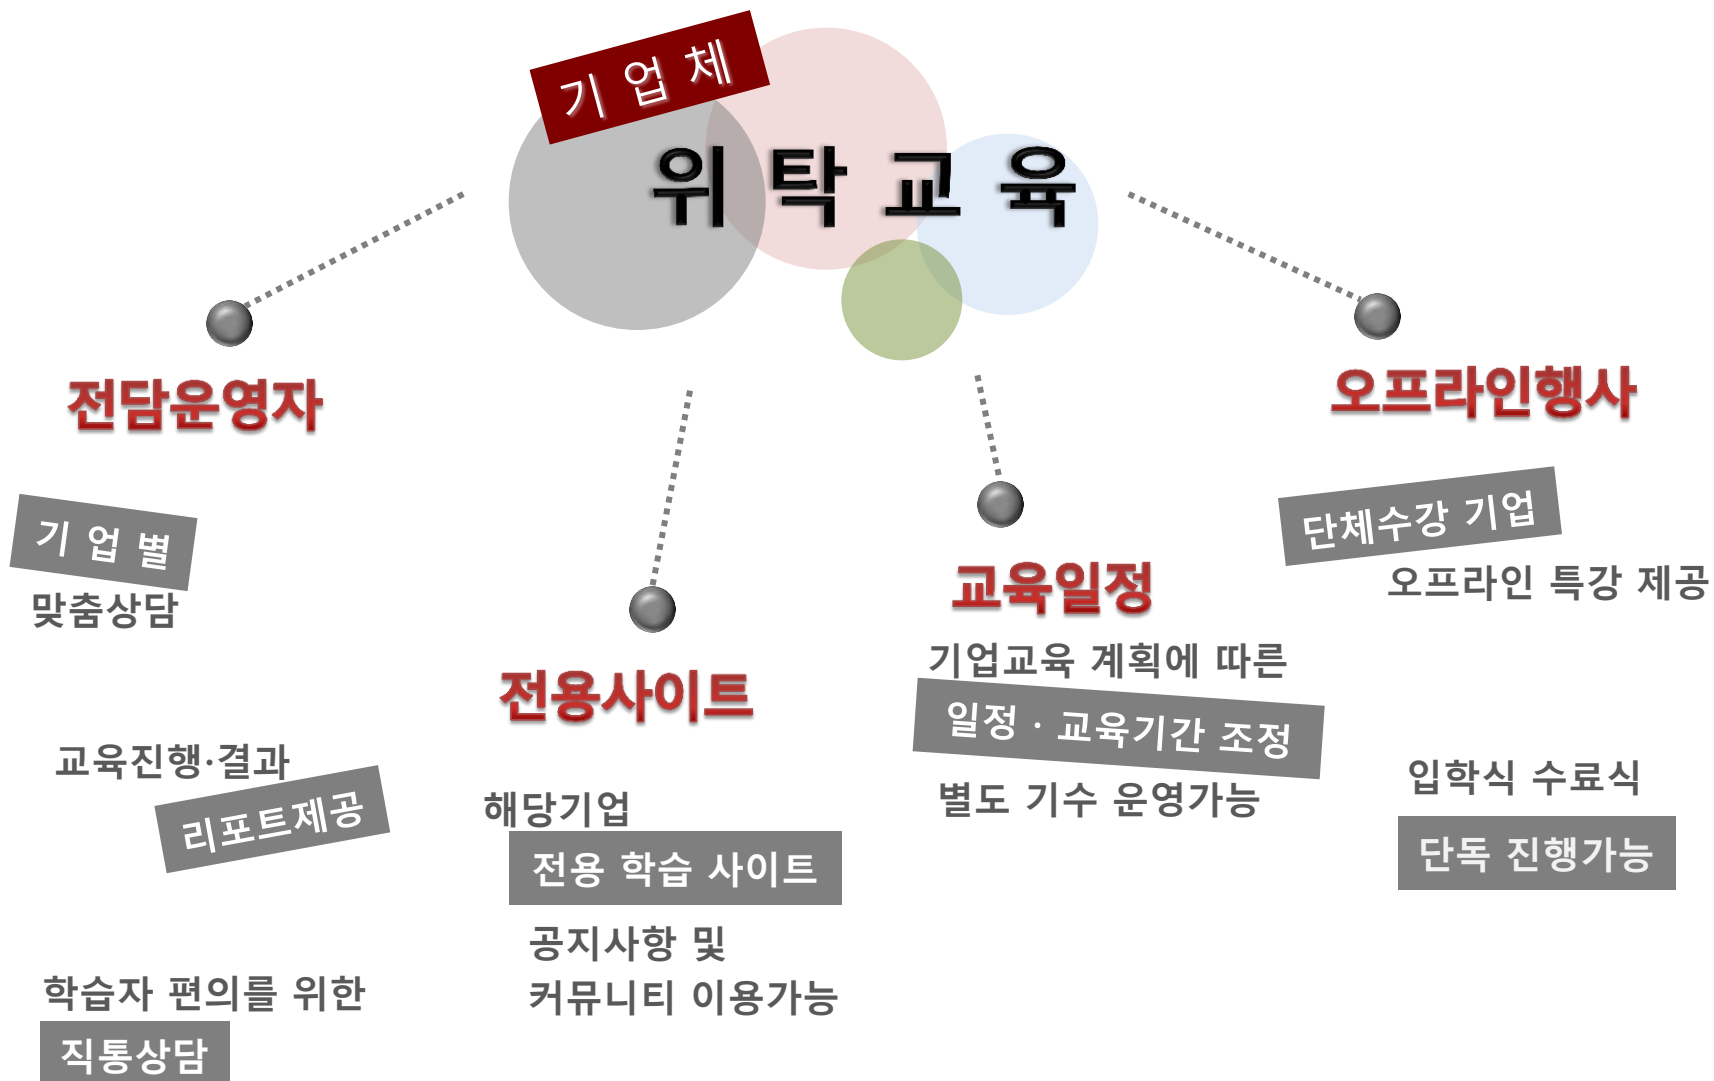 기 업 체
위 탁 교 육
전담운영자
기 업 별
맞춤상담
교육진행·결과
리포트제공
학습자 편의를 위한
직통상담
전용사이트
해당기업
전용 학습 사이트
공지사항 및
커뮤니티 이용가능
교육일정
기업교육 계획에 따른
일정 · 교육기간 조정
별도 기수 운영가능
오프라인행사
단체수강 기업
오프라인 특강 제공
입학식 수료식
단독 진행가능